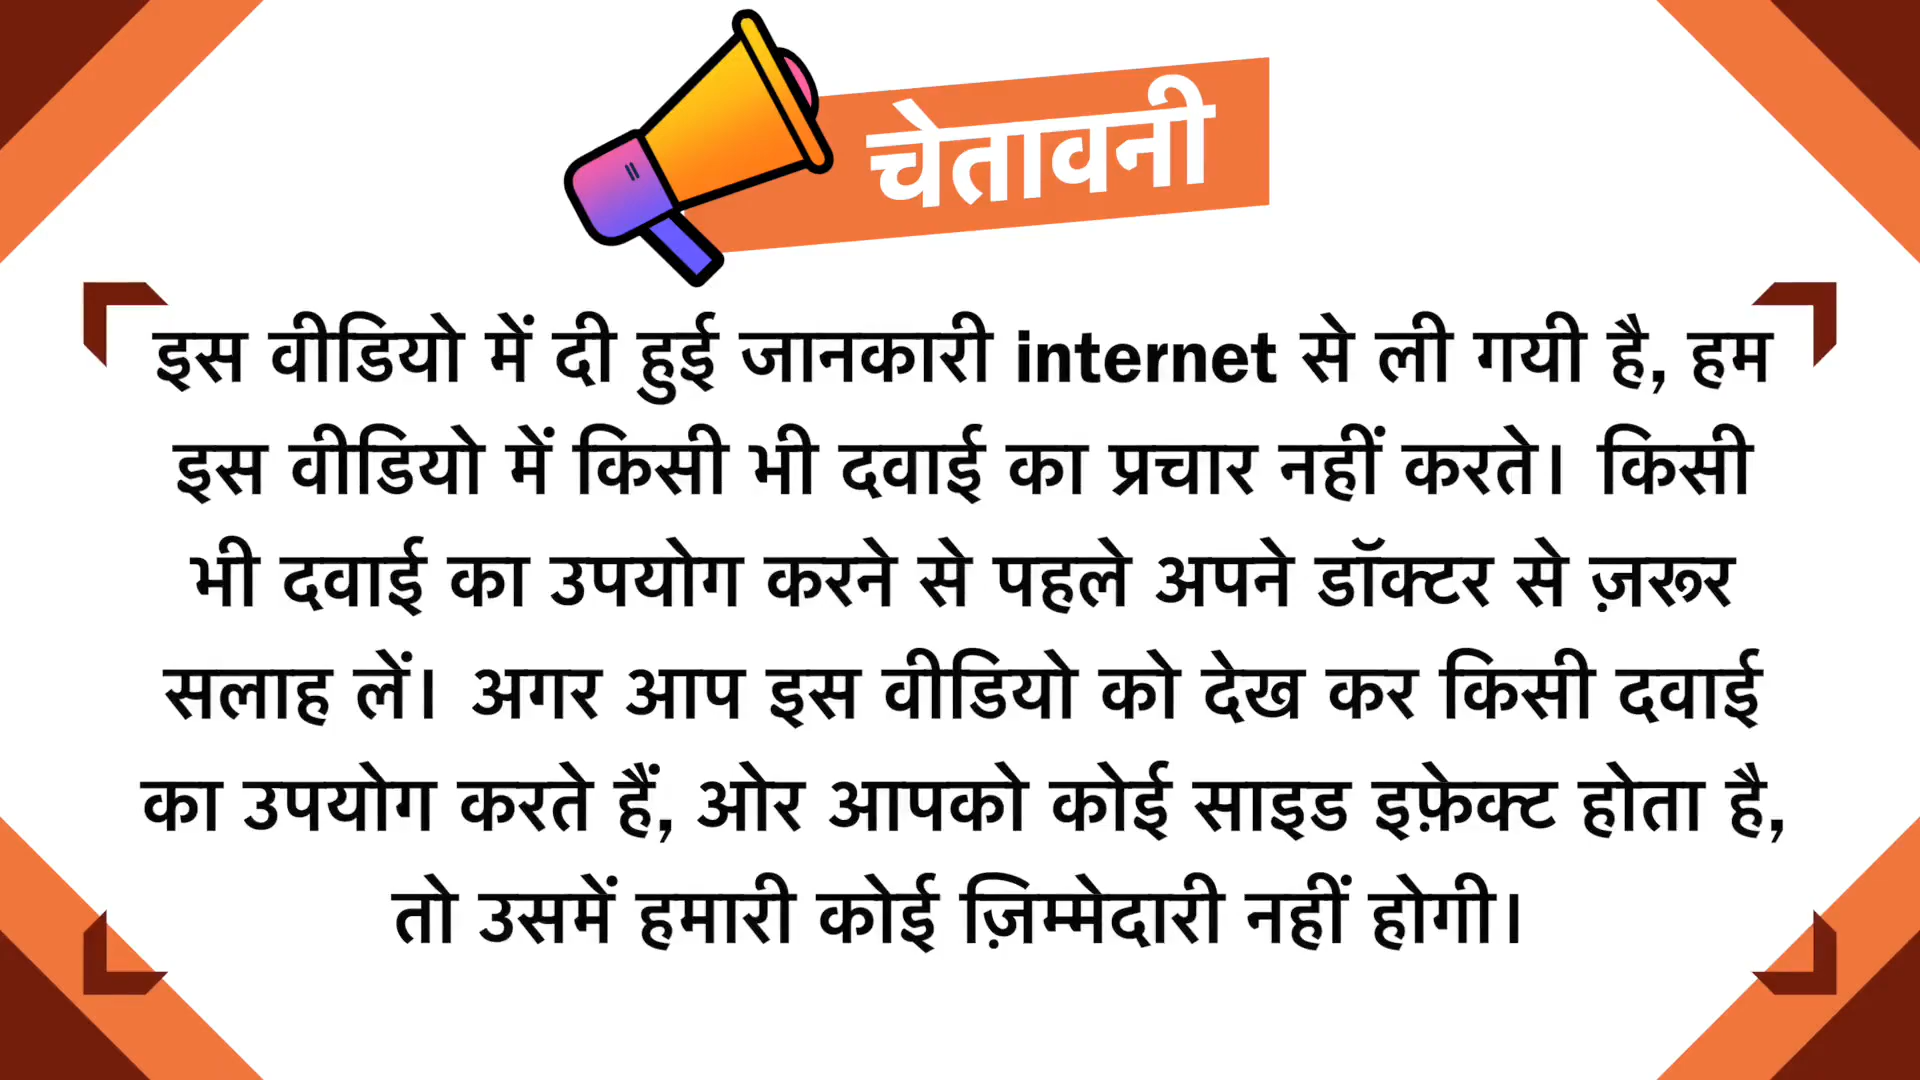 चेतावनी
इस वीडियो में दी हुई जानकारी internet से ली गयी है, हम
इस वीडियो में किसी भी दवाई का प्रचार नहीं करते। किसी
भी दवाई का उपयोग करने से पहले अपने डॉक्टर से ज़रूर
सलाह लें। अगर आप इस वीडियो को देख कर किसी दवाई
का उपयोग करते हैं, ओर आपको कोई साइड इफ़ेक्ट होता है,
तो उसमें हमारी कोई ज़िम्मेदारी नहीं होगी।